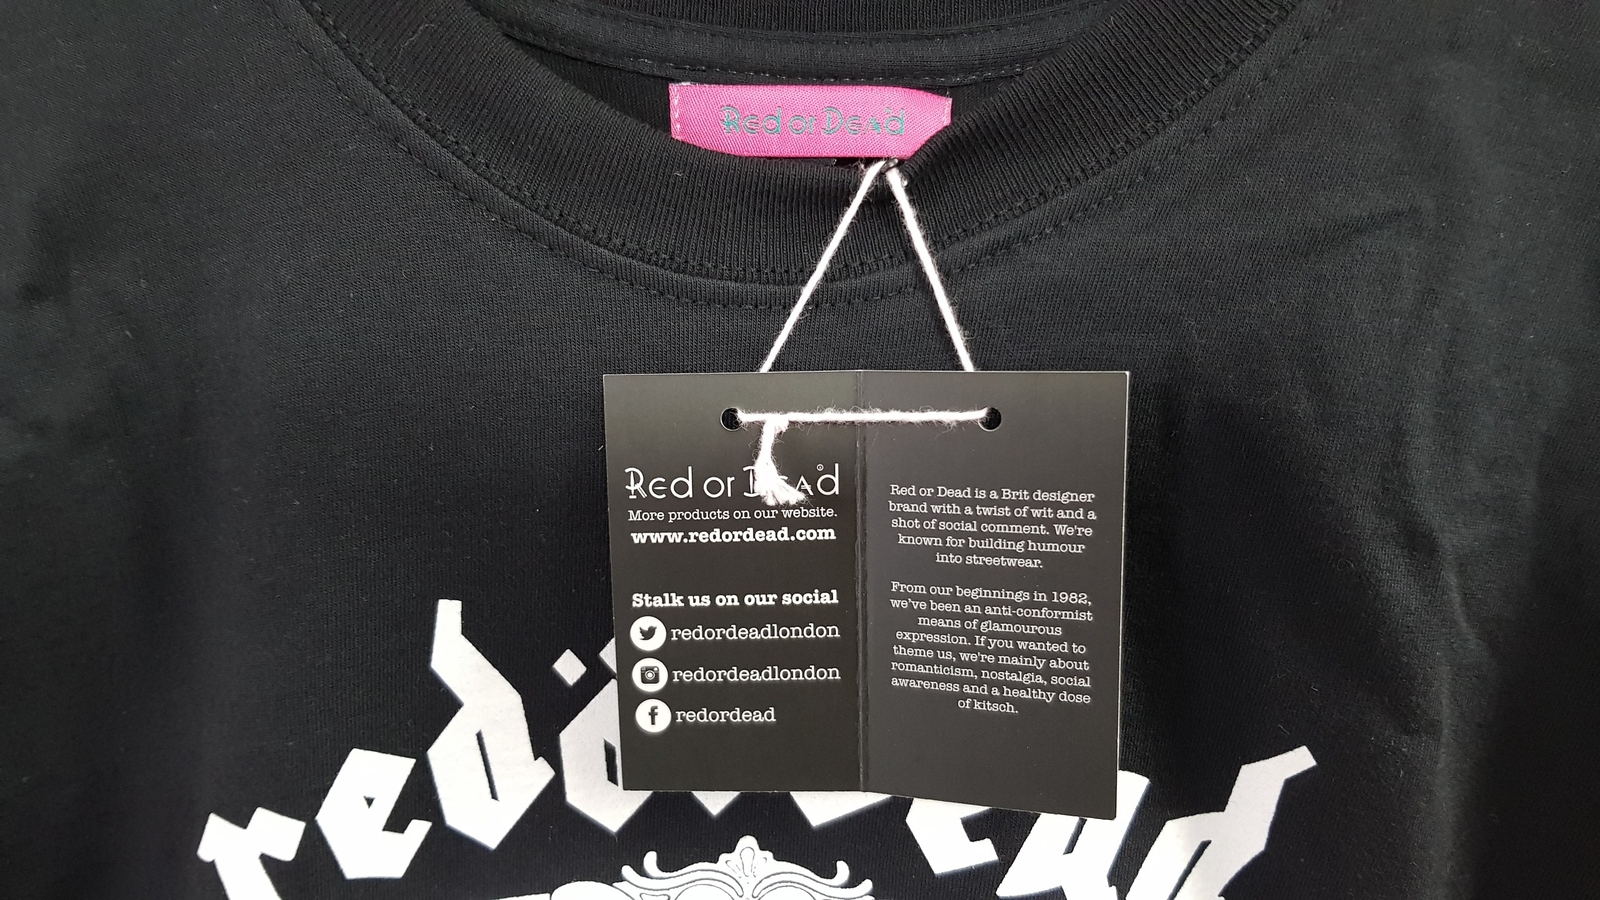 Red or Dead
Red or Dead
More products on our website.
www.redordead.com
Stalk us on our social
redordeadlondon
redordeadlondon
redordead
Red or Dead is a Brit designer
brand with a twist of wit and a
shot of social comment. We're
known for building humour
into streetwear.
From our beginnings in 1982,
we've been an anti-conformist
means of glamourous
expression. If you wanted to
theme us, we're mainly about
romanticism, nostalgia, social
awareness and a healthy dose
of kitsch.